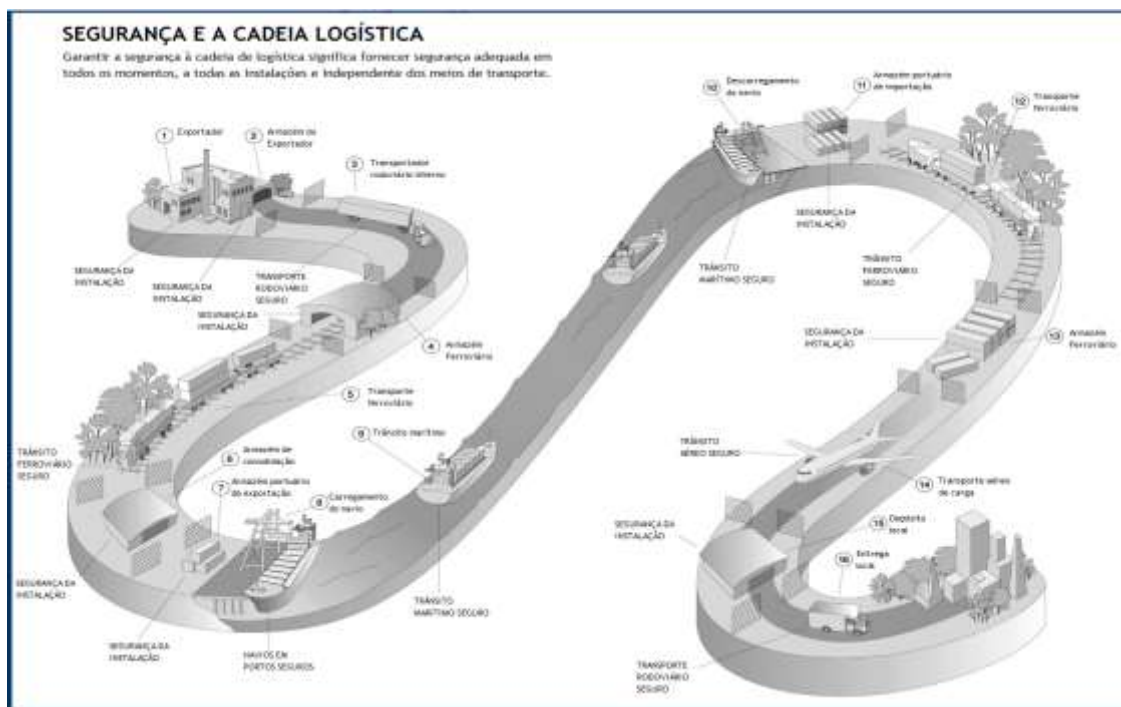 SEGURANÇA E A CADEIA LOGÍSTICA
Garantir a segurança à cadeia de logística significa fornecer segurança adequada em
todos os momentos, a todas as instalações e independente dos meios de transporte.
1 Exportador
2 Armazém do
Exportador
3 Transportador
rodoviário interno
SEGURANÇA DA
INSTALAÇÃO
SEGURANÇA DA
INSTALAÇÃO
TRANSPORTE
RODOVIÁRIO
SEGURO
SEGURANÇA DA
INSTALAÇÃO
4 Armazém
Ferroviário
5 Transporte
ferroviário
TRÂNSITO
FERROVIÁRIO
SEGURO
6 Armazém de
consolidação
7 Armazém portuário
de exportação
8 Carregamento
do navio
9 Trânsito marítimo
SEGURANÇA DA
INSTALAÇÃO
SEGURANÇA DA
INSTALAÇÃO
NAVIOS EM
PORTOS SEGUROS
TRÂNSITO
MARÍTIMO SEGURO
10 Descarregamento
do navio
11 Armazém portuário
de importação
12 Transporte
ferroviário
SEGURANÇA DA
INSTALAÇÃO
TRÂNSITO
MARÍTIMO SEGURO
TRÂNSITO
FERROVIÁRIO
SEGURO
SEGURANÇA DA
INSTALAÇÃO
13 Armazém
Ferroviário
TRÂNSITO
AÉREO SEGURO
14 Transporte aéreo
de carga
15 Depósito
local
SEGURANÇA DA
INSTALAÇÃO
16 Entrega
local
TRANSPORTE
RODOVIÁRIO
SEGURO